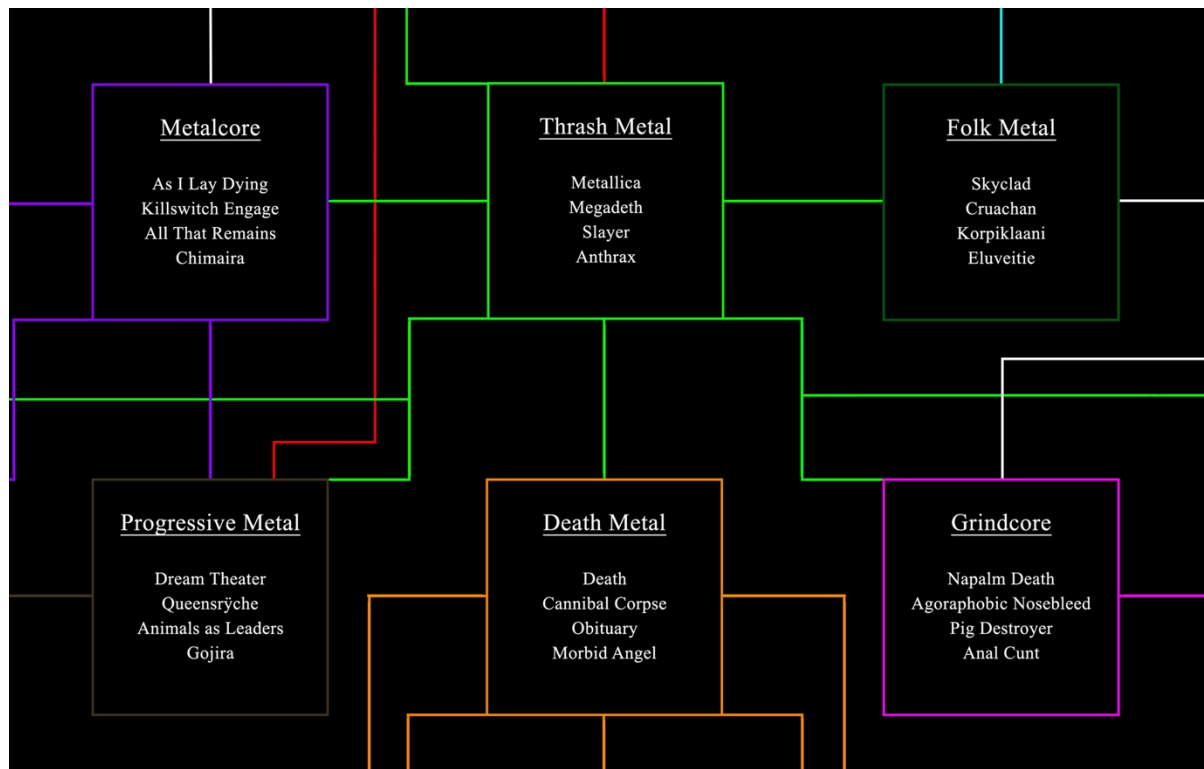 Metalcore
As I Lay Dying
Killswitch Engage
All That Remains
Chimaira
Thrash Metal
Metallica
Megadeth
Slayer
Anthrax
Folk Metal
Skyclad
Cruachan
Korpiklaani
Eluveitie
Progressive Metal
Dream Theater
Queensrÿche
Animals as Leaders
Gojira
Death Metal
Death
Cannibal Corpse
Obituary
Morbid Angel
Grindcore
Napalm Death
Agoraphobic Nosebleed
Pig Destroyer
Anal Cunt